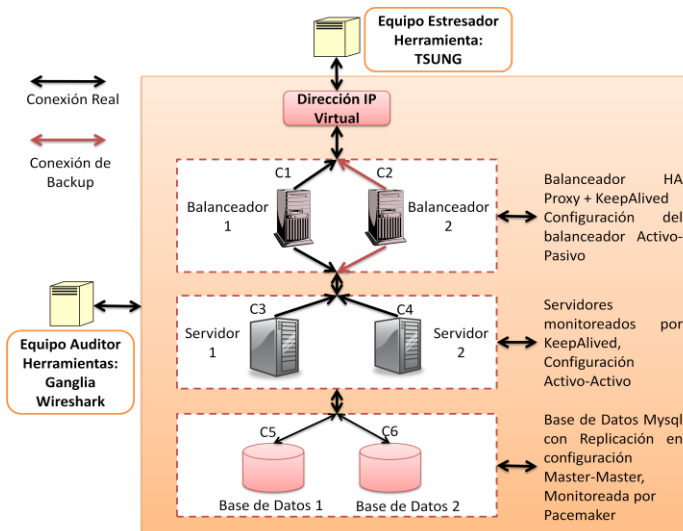 Equipo Estresador
Herramienta:
TSUNG
Conexión Real
Conexión de
Backup
Dirección IP
Virtual
C1
C2
Balanceador
1
Balanceador
2
Balanceador HA
Proxy + KeepAlived
Configuración del
balanceador Activo-
Pasivo
Equipo Auditor
Herramientas:
Ganglia
Wireshark
C3
C4
Servidor
1
Servidor
2
Servidores
monitoreados por
KeepAlived,
Configuración
Activo-Activo
C5
C6
Base de Datos 1
Base de Datos 2
Base de Datos Mysql
con Replicación en
configuración
Master-Master,
Monitoreada por
Pacemaker